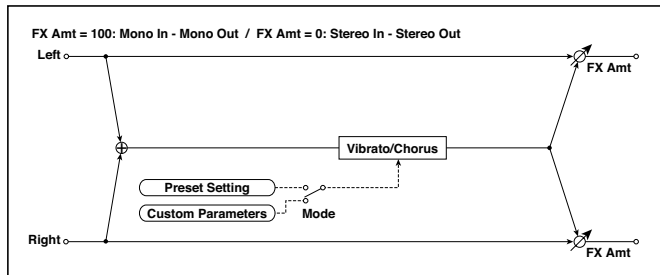 FX Amt = 100: Mono In - Mono Out / FX Amt = 0: Stereo In - Stereo Out
Left
FX Amt
Vibrato/Chorus
Preset Setting
Custom Parameters
Mode
Right
FX Amt